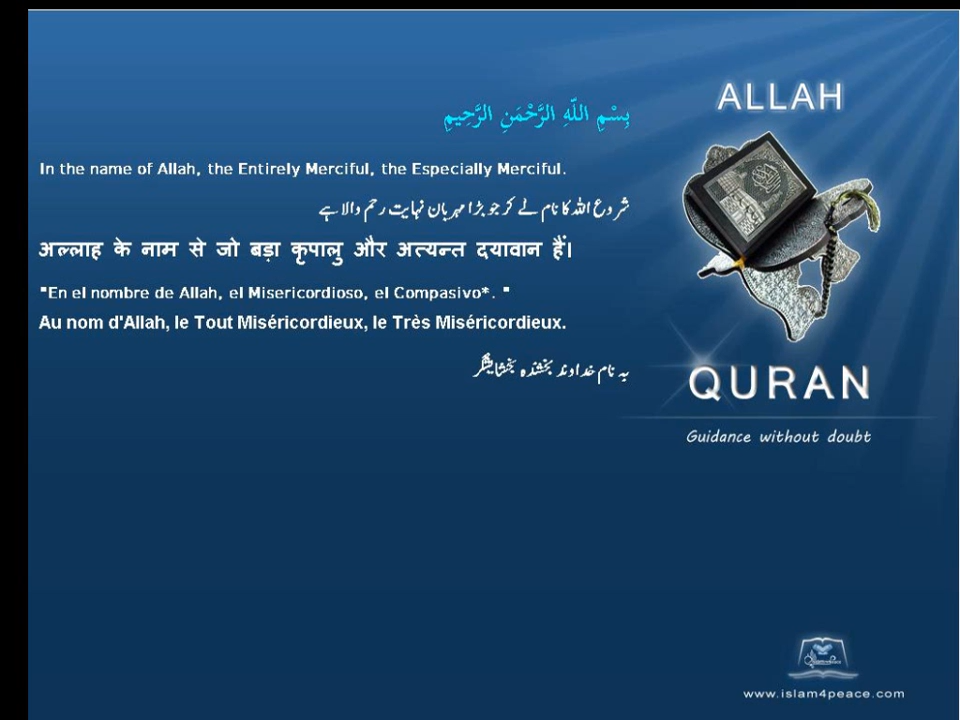 بِسْمِ اللَّهِ الرَّحْمَنِ الرَّحِيمِ
In the name of Allah, the Entirely Merciful, the Especially Merciful.
شروع الله کا نام لے کر جو بڑا مہربان نہایت رحم والا ہے
अल्लाह के नाम से जो बड़ा कृपालु और अत्यन्त दयावान हैं।
"En el nombre de Allah, el Misericordioso, el Compasivo*. "
Au nom d'Allah, le Tout Miséricordieux, le Très Miséricordieux.
به نام خداوند بخشنده بخشایشگر
ALLAH
QURAN
Guidance without doubt
www.islam4peace.com